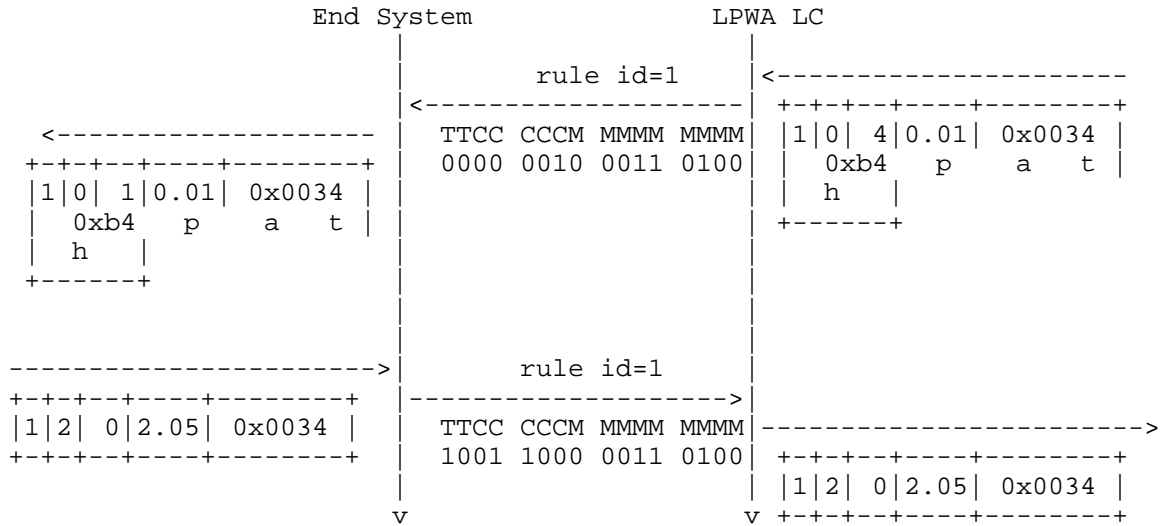 End System                 LPWA LC
                              |                          |
                              |        rule id=1         |<----------------------
                              |<--------------------|  +-+-+--+----+--------+
  <--------------------       |  TTCC CCCM MMMM MMMM|  |1|0| 4|0.01| 0x0034 |
 +-+-+--+----+--------+       |  0000 0010 0011 0100|  |  0xb4   p     a   t |
 |1|0| 1|0.01| 0x0034 |       |                     |  |  h   |
 |  0xb4   p    a   t |       |                     |  +------+
 |  h   |                     |                     |
 +------+                     |                     |
                              |                     |
                              |                     |
----------------------->|      rule id=1      |
+-+-+--+----+--------+  |-------------------->|
|1|2| 0|2.05| 0x0034 |  |  TTCC CCCM MMMM MMMM|------------------------>
+-+-+--+----+--------+  |  1001 1000 0011 0100| +-+-+--+----+--------+
                        |                     | |1|2| 0|2.05| 0x0034 |
                        v                     v +-+-+--+----+--------+